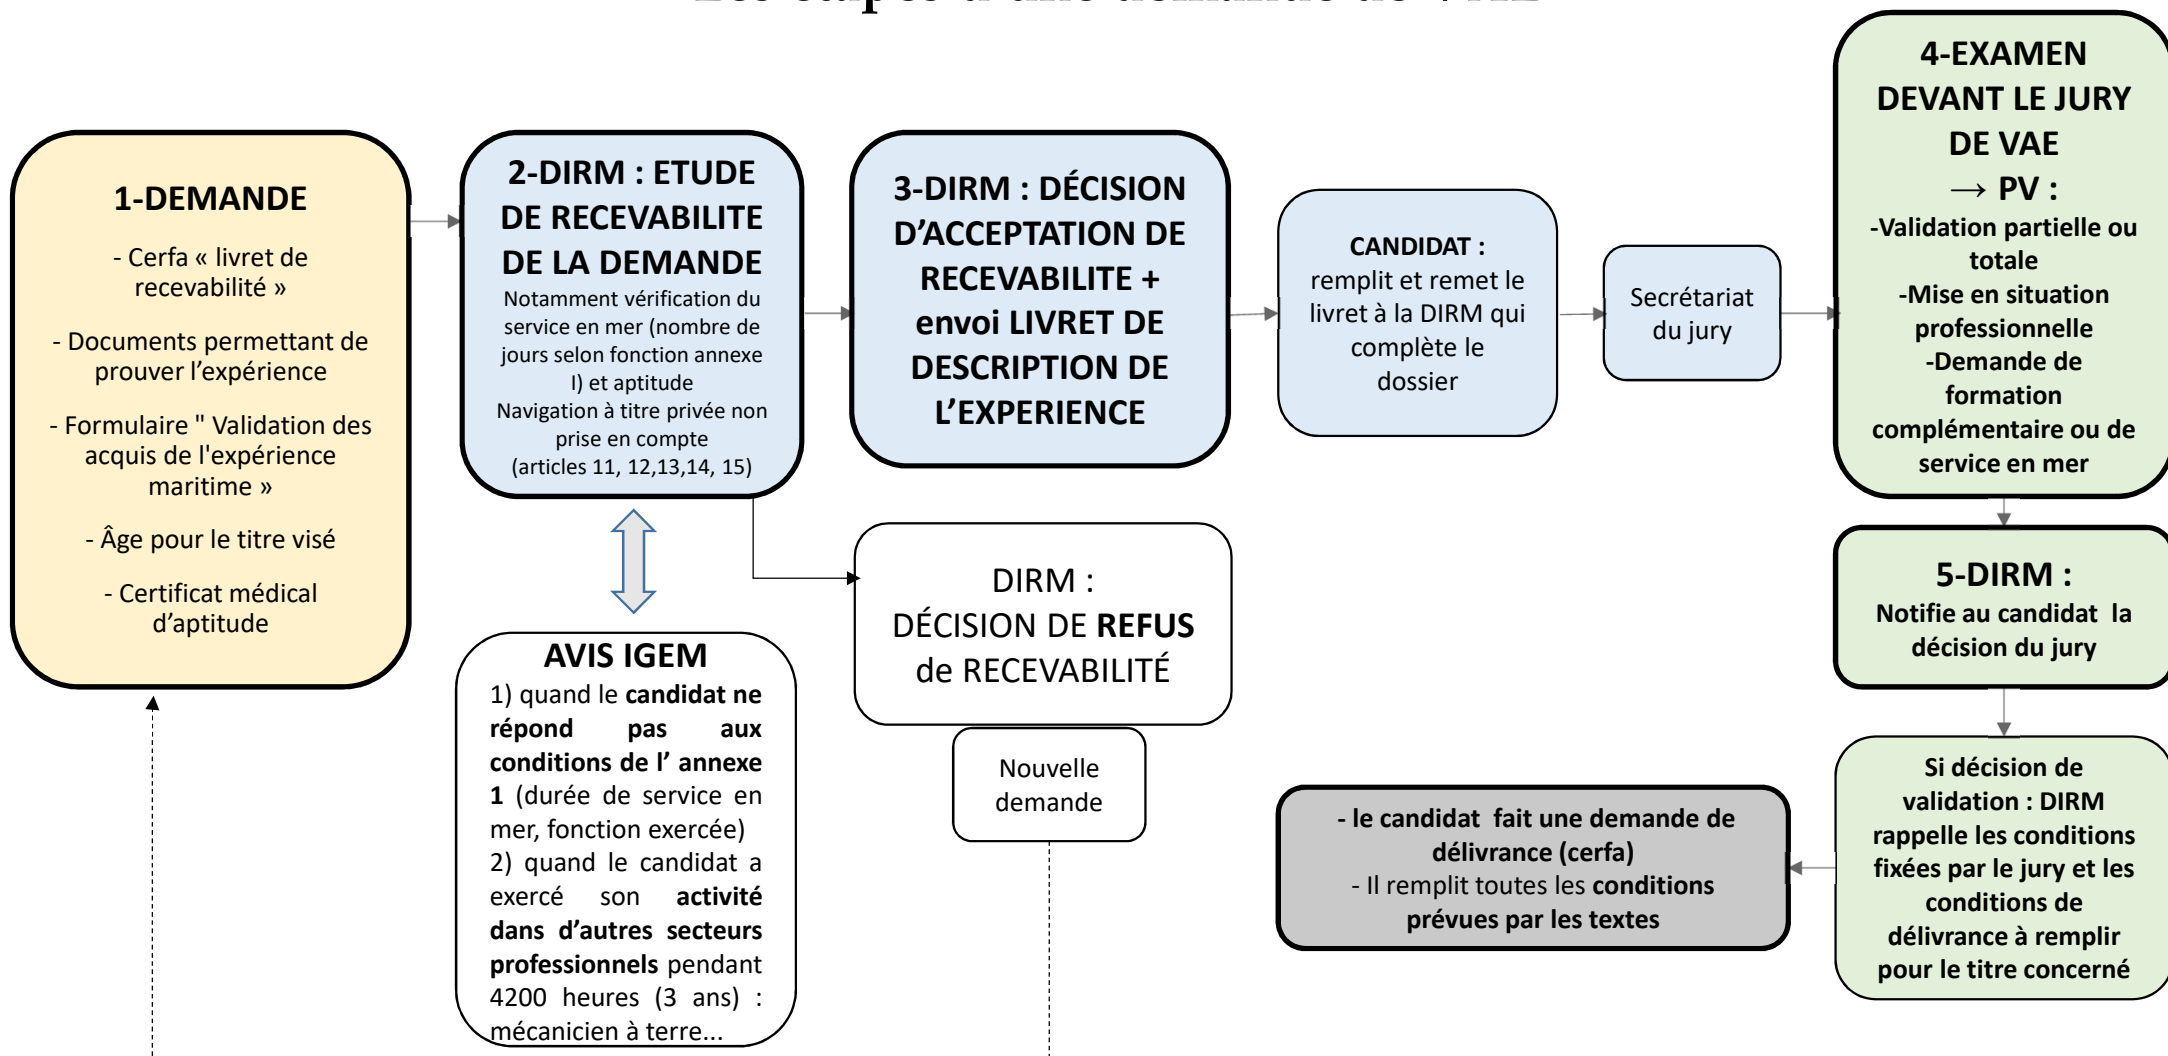 Les étapes d'une demande de VAE
1-DEMANDE
- Cerfa « livret de
recevabilité »
- Documents permettant de
prouver l’expérience
- Formulaire " Validation des
acquis de l'expérience
maritime »
- Âge pour le titre visé
- Certificat médical
d’aptitude
2-DIRM : ETUDE
DE RECEVABILITE
DE LA DEMANDE
Notamment vérification du
service en mer (nombre de
jours selon fonction annexe
I) et aptitude
Navigation à titre privée non
prise en compte
(articles 11, 12,13,14, 15)
AVIS IGEM
1) quand le candidat ne
répond pas aux
conditions de l’ annexe
1 (durée de service en
mer, fonction exercée)
2) quand le candidat a
exercé son activité
dans d’autres secteurs
professionnels pendant
4200 heures (3 ans) :
mécanicien à terre...
3-DIRM : DÉCISION
D’ACCEPTATION DE
RECEVABILITE +
envoi LIVRET DE
DESCRIPTION DE
L’EXPERIENCE
DIRM :
DÉCISION DE REFUS
de RECEVABILITÉ
Nouvelle
demande
CANDIDAT :
remplit et remet le
livret à la DIRM qui
complète le
dossier
Secrétariat
du jury
4-EXAMEN
DEVANT LE JURY
DE VAE
→ PV :
-Validation partielle ou
totale
-Mise en situation
professionnelle
-Demande de
formation
complémentaire ou de
service en mer
5-DIRM :
Notifie au candidat la
décision du jury
Si décision de
validation : DIRM
rappelle les conditions
fixées par le jury et les
conditions de
délivrance à remplir
pour le titre concerné
- le candidat fait une demande de
délivrance (cerfa)
- Il remplit toutes les conditions
prévues par les textes